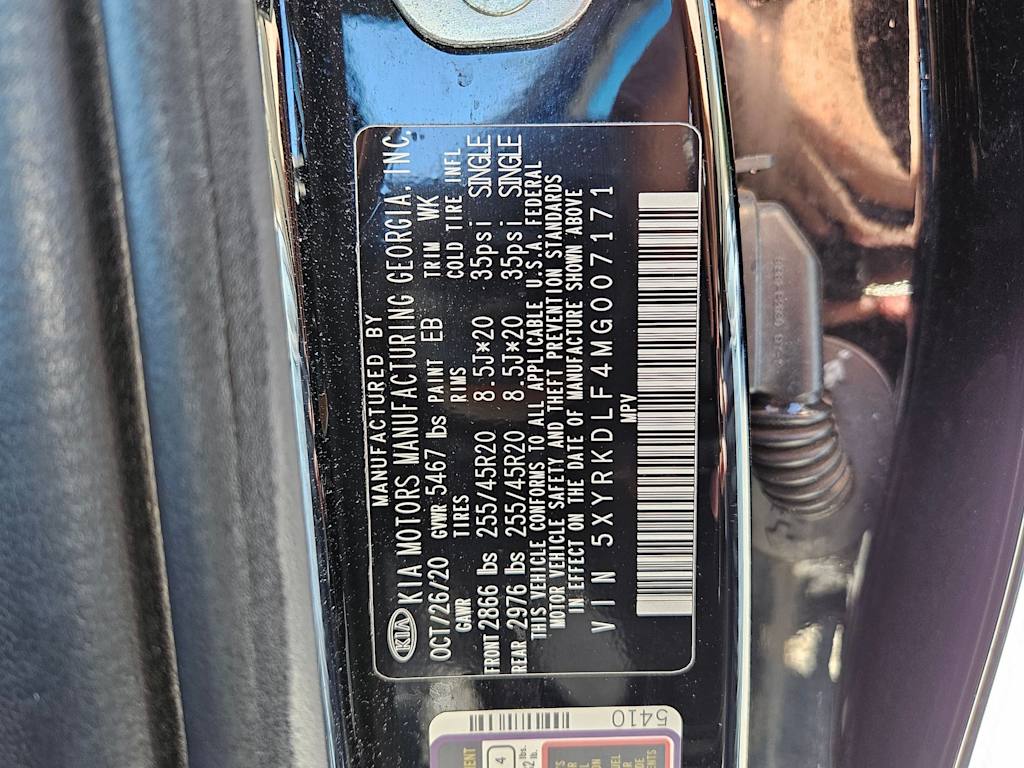 MANUFACTURED BY
KIA KIA MOTORS MANUFACTURING GEORGIA, INC.
OCT/26/20 GVWR 5467 lbs PAINT EB TRIM WK
GAWR TIRES RIMS COLD TIRE INFL
FRONT 2866 lbs 255/45R20 8.5J*20 35psi SINGLE
REAR 2976 lbs 255/45R20 8.5J*20 35psi SINGLE
THIS VEHICLE CONFORMS TO ALL APPLICABLE U.S.A. FEDERAL
MOTOR VEHICLE SAFETY AND THEFT PREVENTION STANDARDS
IN EFFECT ON THE DATE OF MANUFACTURE SHOWN ABOVE
VIN 5XYRKDLF4MG007171
MPV
5410
4